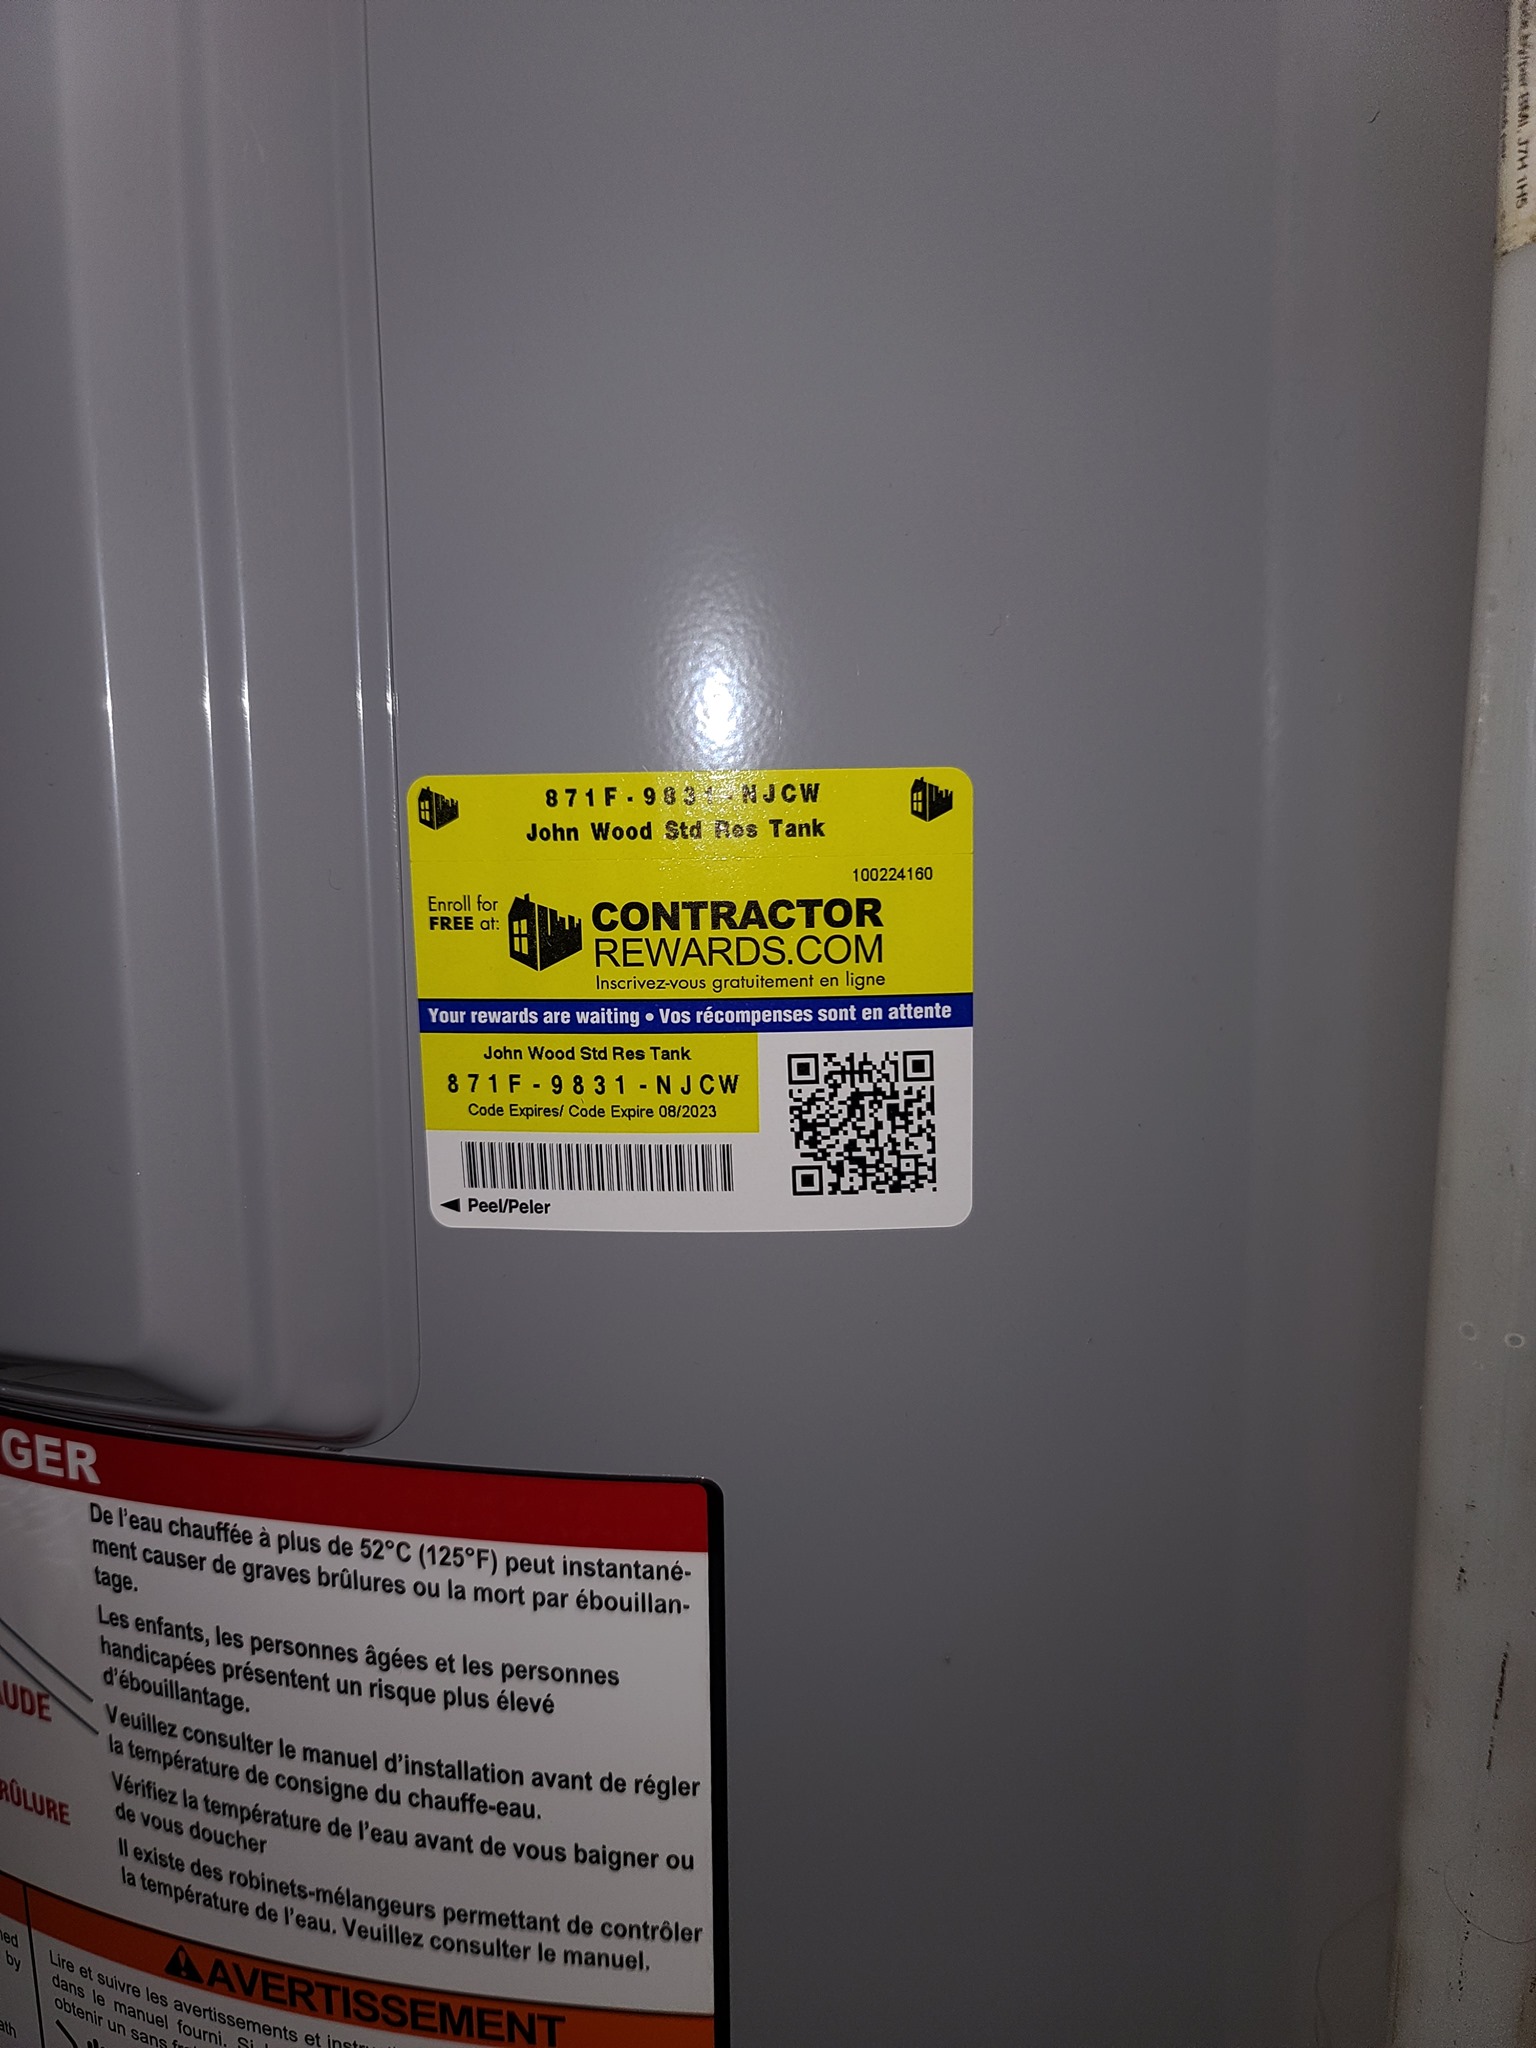 871F-9831-NJCW
John Wood Std Res Tank
100224160
Enroll for
FREE at:
CONTRACTOR
REWARDS.COM
Inscrivez-vous gratuitement en ligne
Your rewards are waiting • Vos récompenses sont en attente
John Wood Std Res Tank
871F-9831-NJCW
Code Expires/ Code Expire 08/2023
Peel/Peler
GER
De l'eau chauffée à plus de 52°C (125°F) peut instantané-
ment causer de graves brûlures ou la mort par ébouillan-
tage.
Les enfants, les personnes âgées et les personnes
handicapées présentent un risque plus élevé
d'ébouillantage.
Veuillez consulter le manuel d'installation avant de régler
la température de consigne du chauffe-eau.
Vérifiez la température de l'eau avant de vous baigner ou
de vous doucher
Il existe des robinets-mélangeurs permettant de contrôler
la température de l'eau. Veuillez consulter le manuel.
AUDE
RÛLURE
AVERTISSEMENT
by
Lire et suivre les avertissements et
dans le manuel fourni. Si
obtenir un sans
J7H 1H5